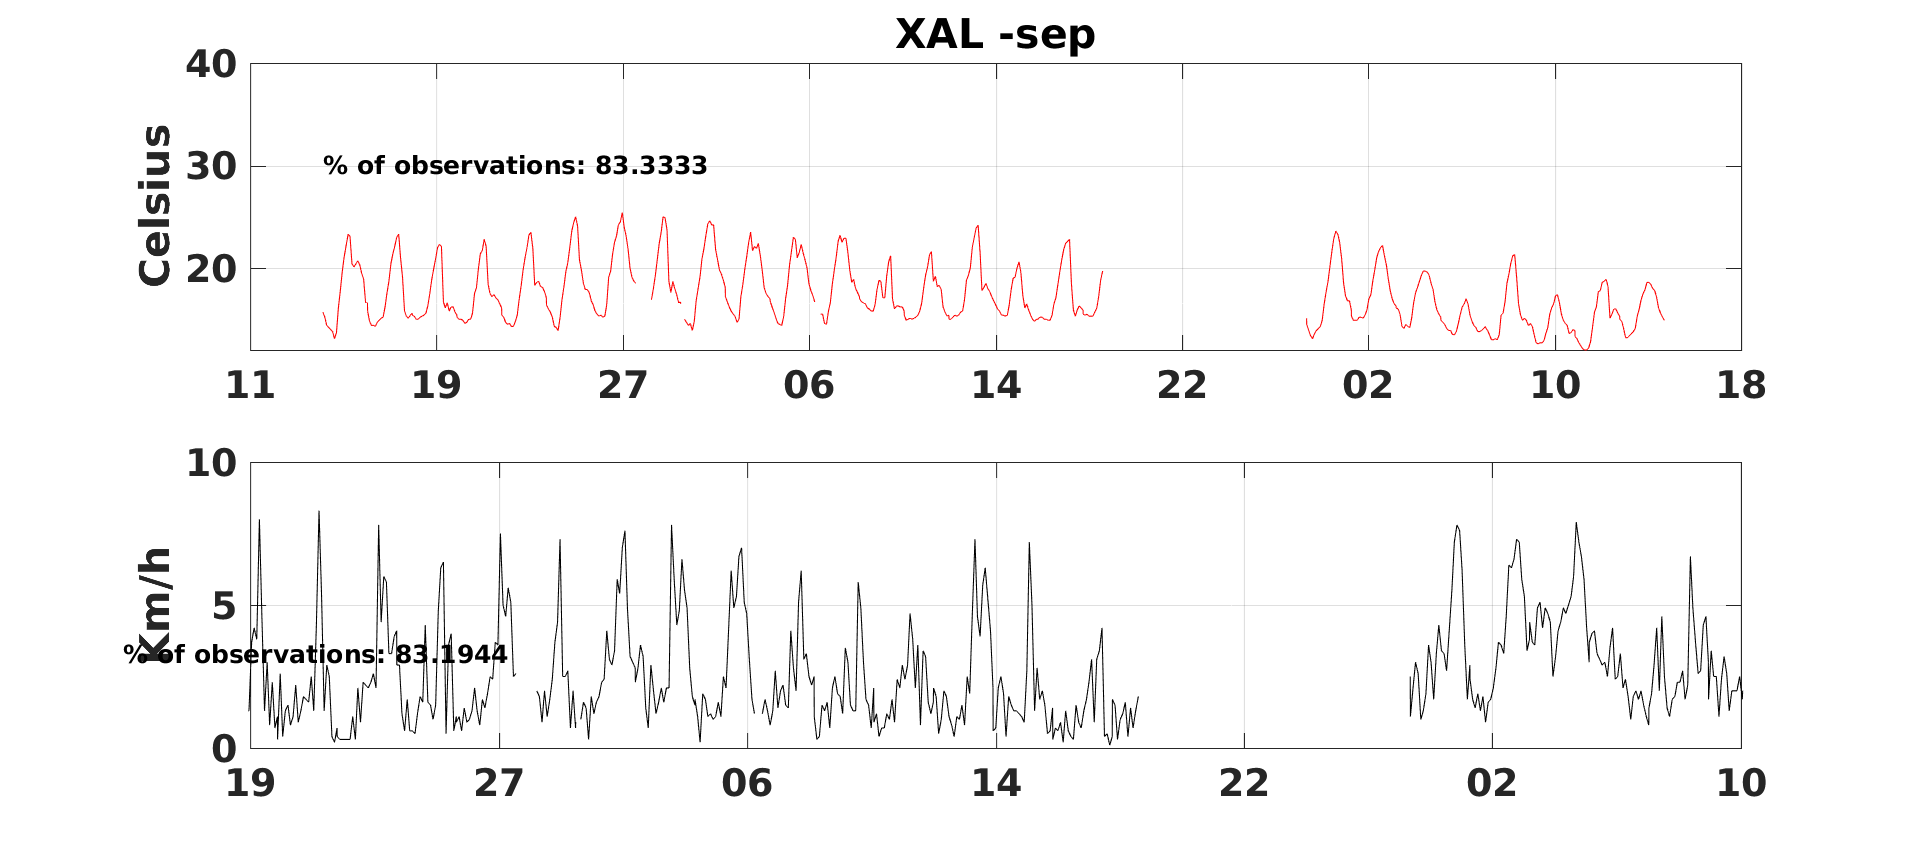 XAL -sep
Celsius
40
30
20
% of observations: 83.3333
11 19 27 06 14 22 02 10 18
Km/h
10
5
0
% of observations: 83.1944
19 27 06 14 22 02 10